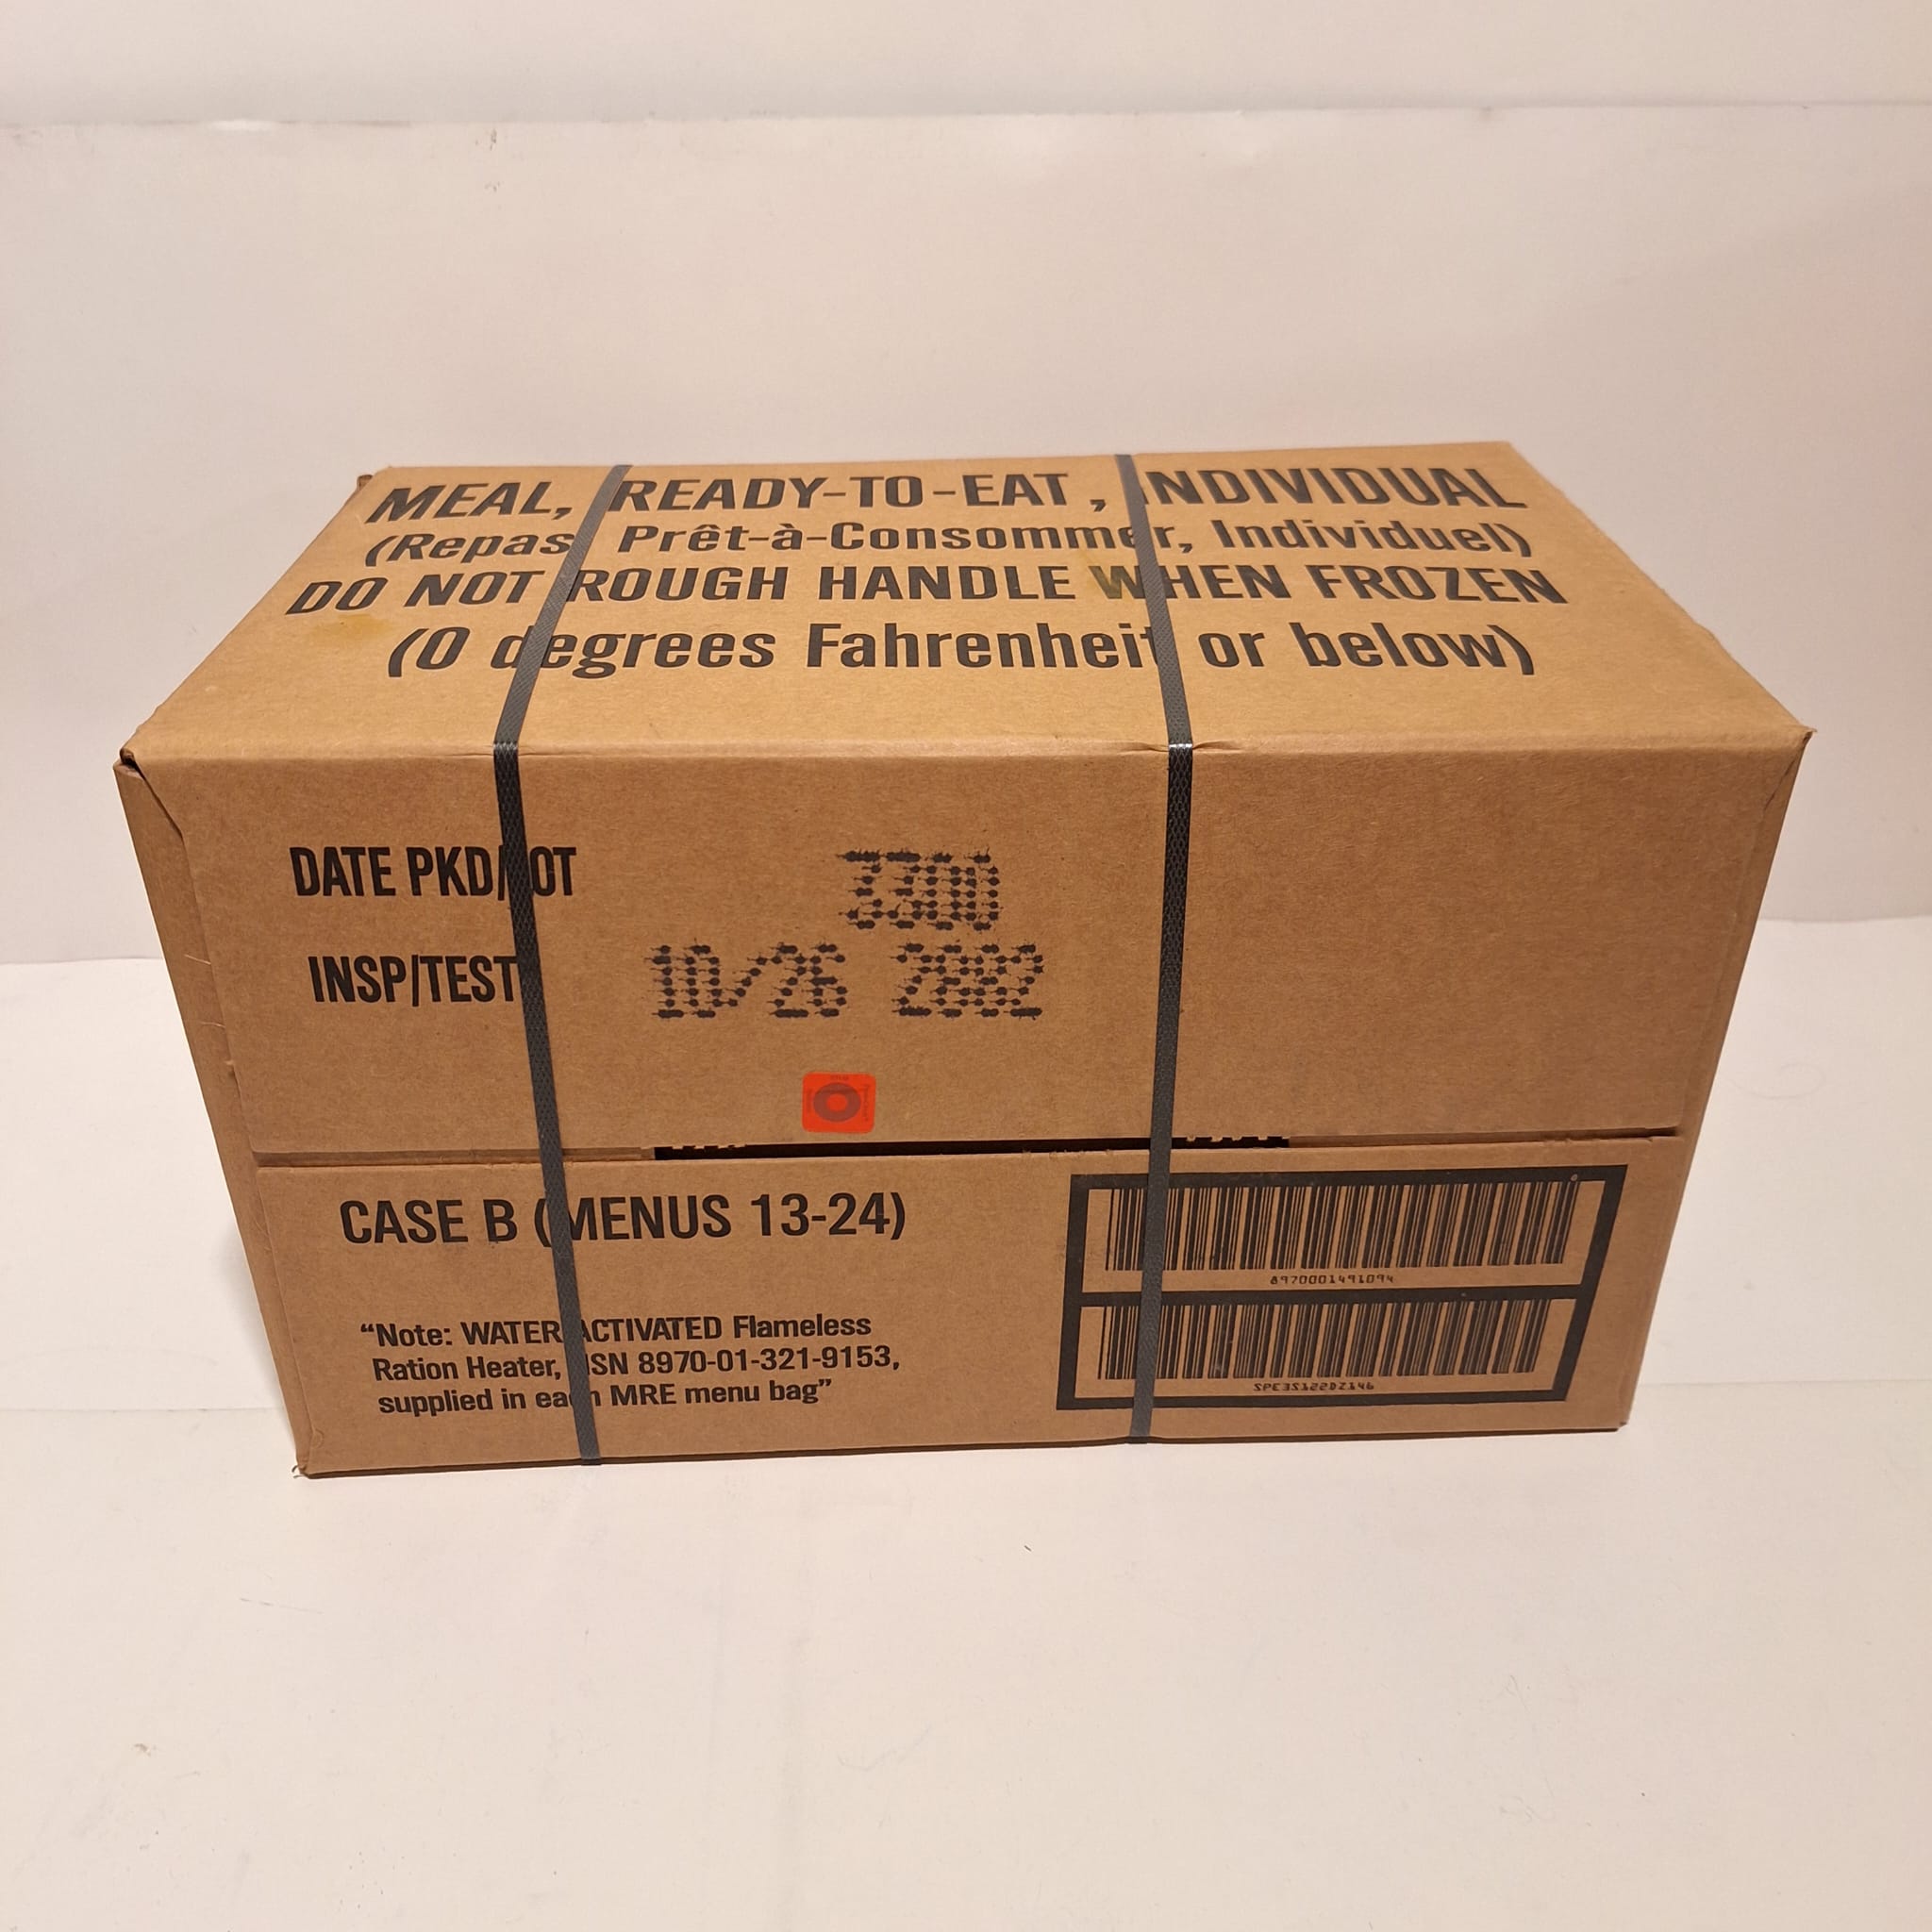 MEAL, READY-TO-EAT, INDIVIDUAL
(Repas Prêt-à-Consommer, Individuel)
DO NOT ROUGH HANDLE WHEN FROZEN
(0 degrees Fahrenheit or below)
DATE PKD/LOT 3300
INSP/TEST 10/26
CASE B (MENUS 13-24)
"Note: WATER ACTIVATED Flameless
Ration Heater, NSN 8970-01-321-9153,
supplied in each MRE menu bag"
8970001491094
SPE3S122DZ146